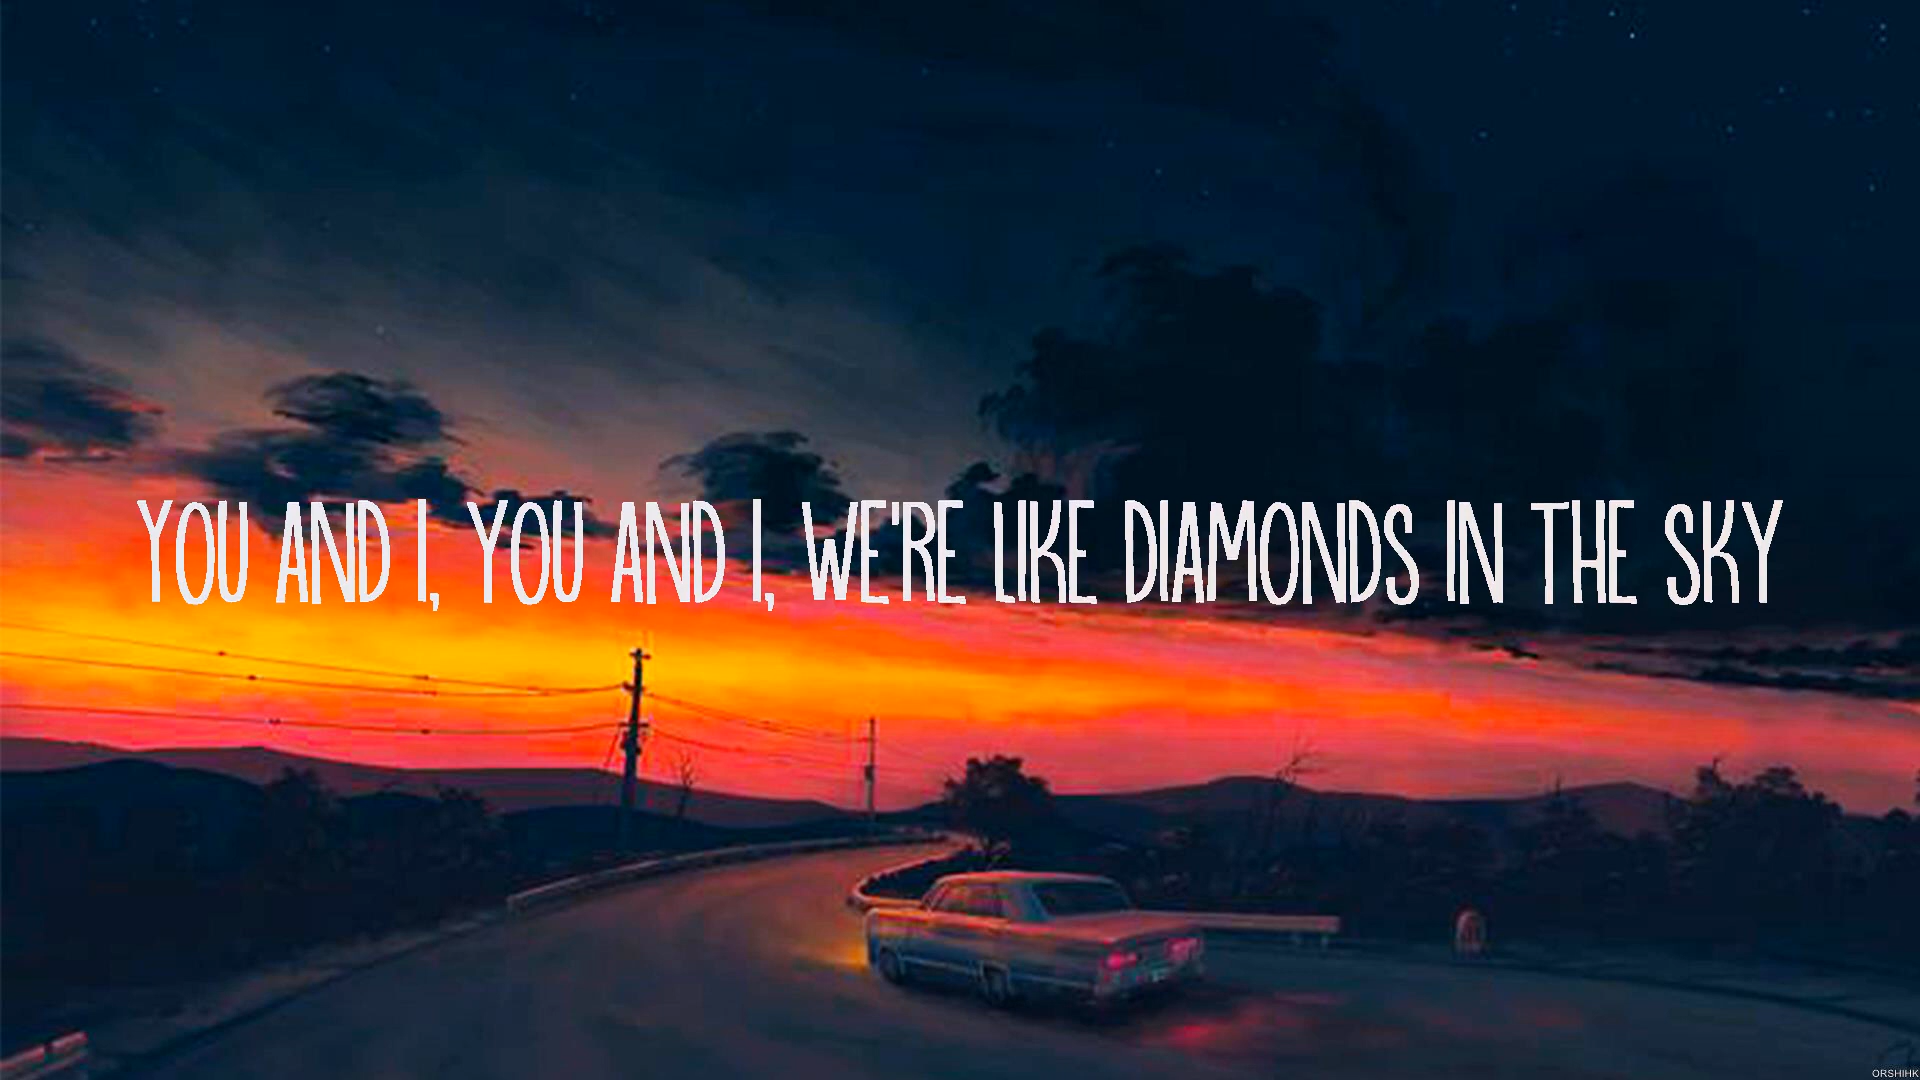 YOU AND I, YOU AND I, WE'RE LIKE DIAMONDS IN THE SKY
ORSHIHK